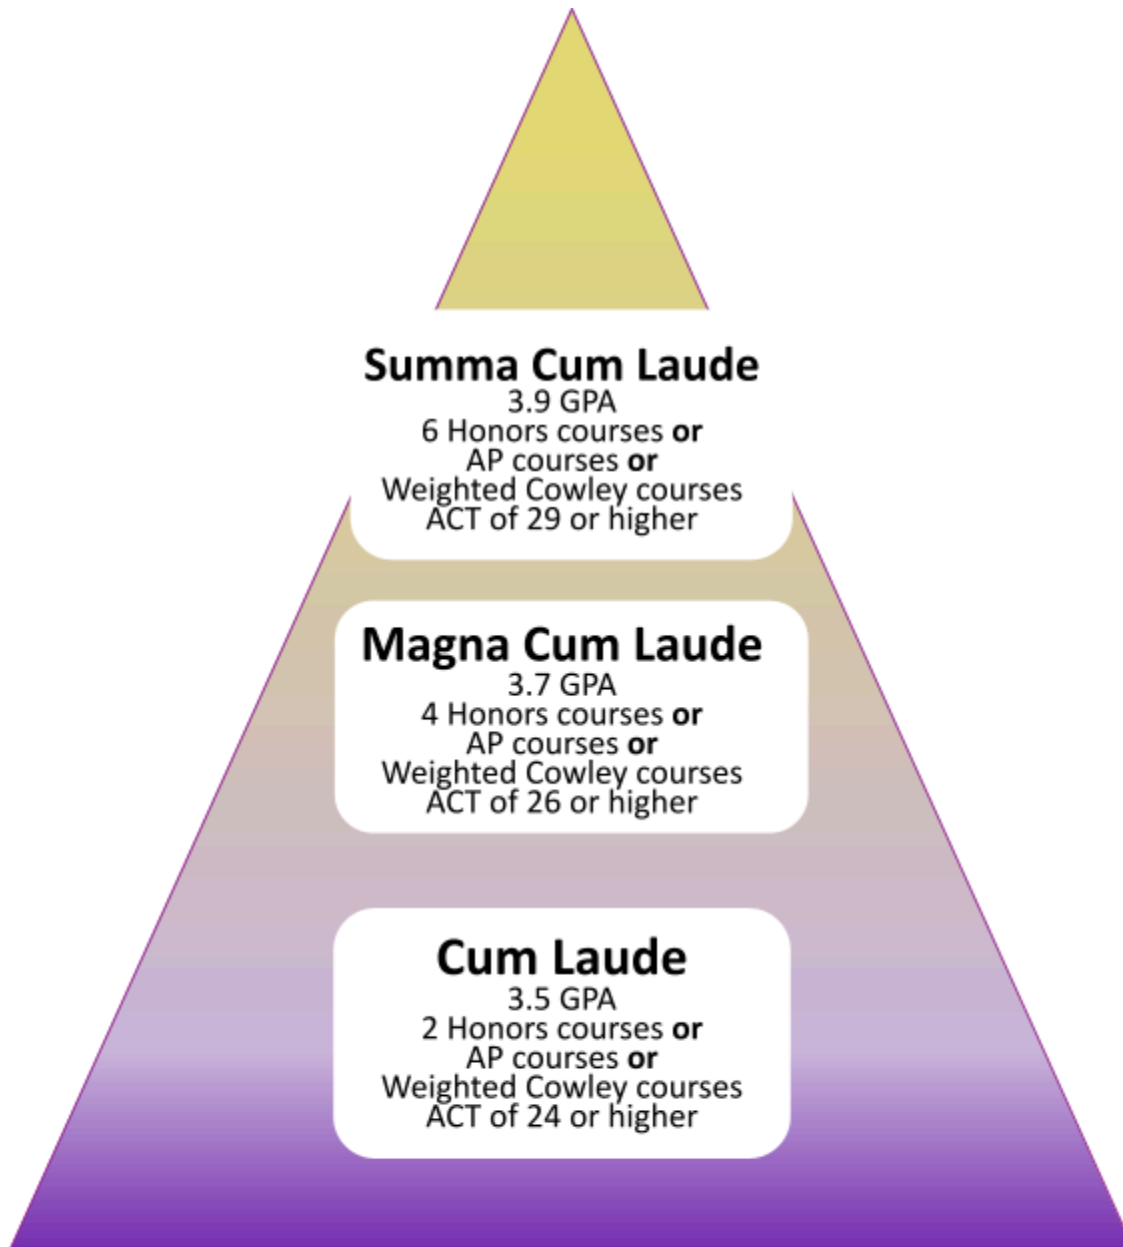 Summa Cum Laude
3.9 GPA
6 Honors courses or
AP courses or
Weighted Cowley courses
ACT of 29 or higher
Magna Cum Laude
3.7 GPA
4 Honors courses or
AP courses or
Weighted Cowley courses
ACT of 26 or higher
Cum Laude
3.5 GPA
2 Honors courses or
AP courses or
Weighted Cowley courses
ACT of 24 or higher